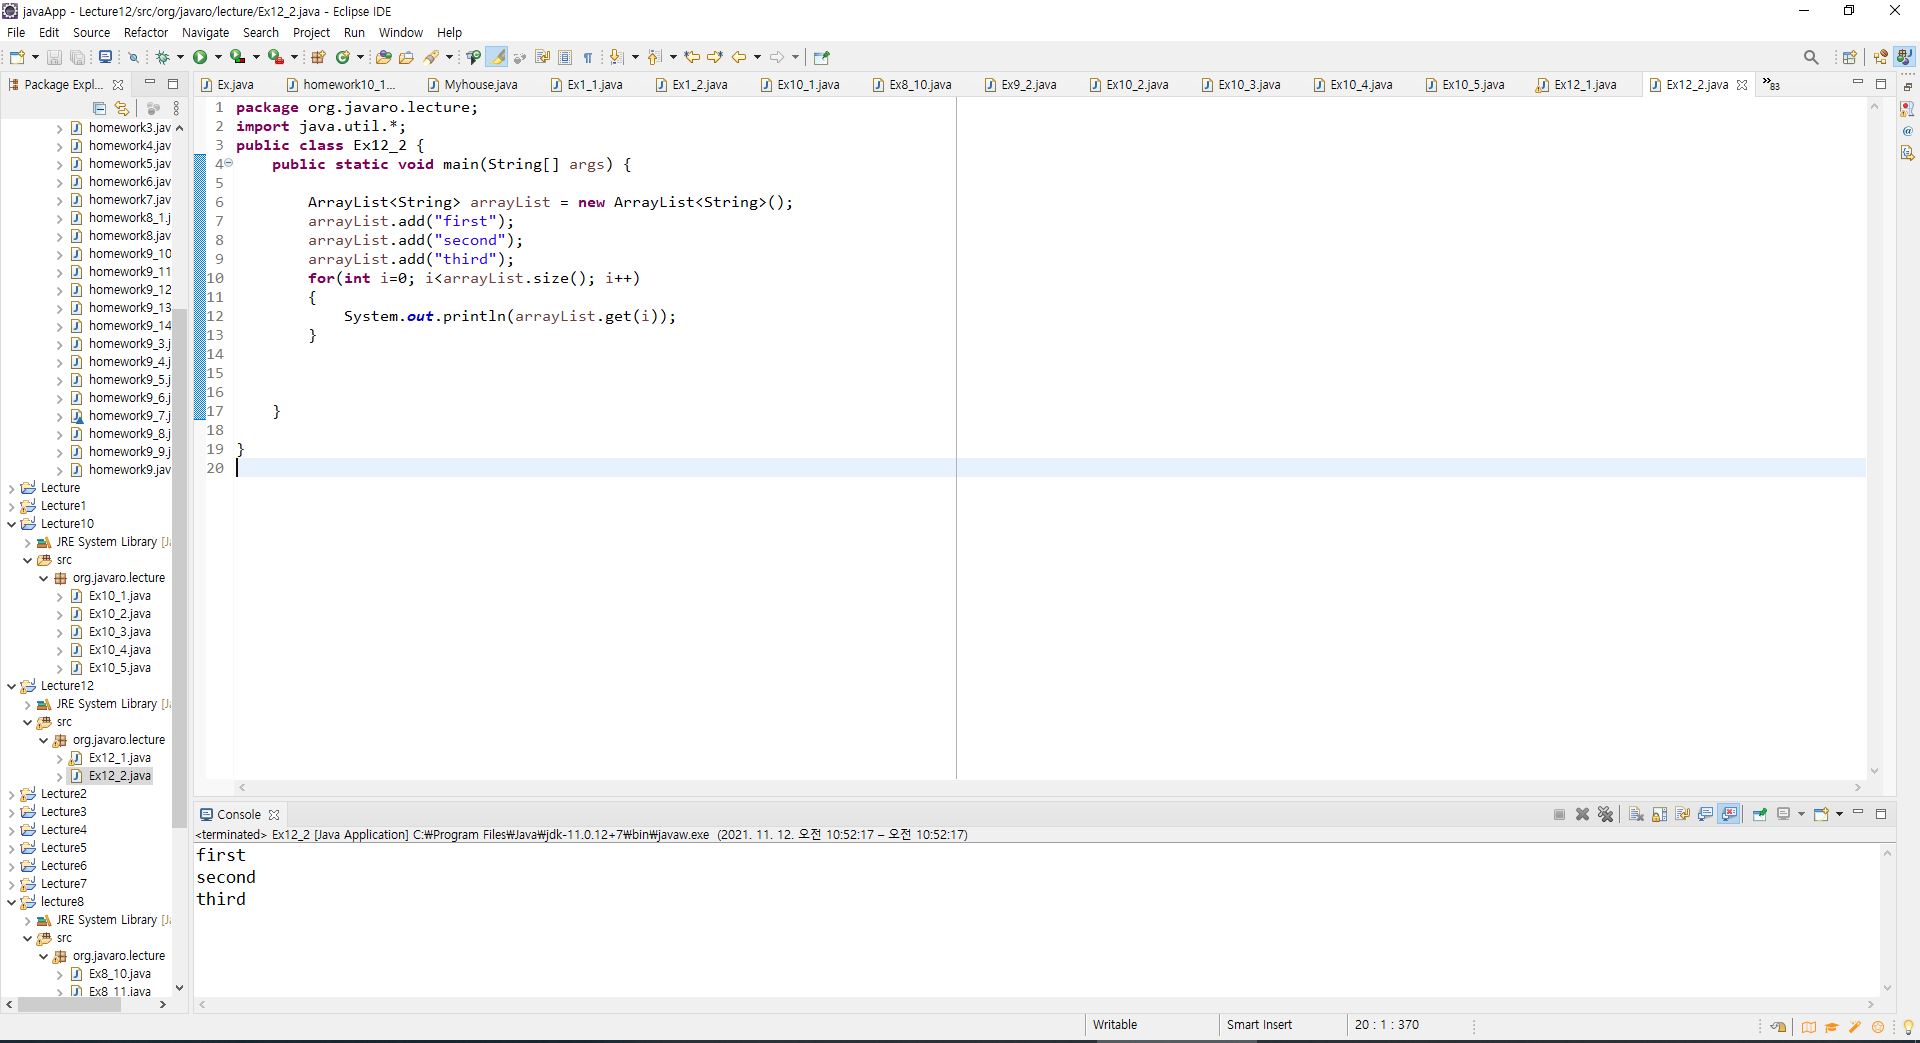 javaApp - Lecture12/src/org/javaro/lecture/Ex12_2.java - Eclipse IDE
File Edit Source Refactor Navigate Search Project Run Window Help
Package Expl...
Ex.java homework10_1... Myhouse.java Ex1_1.java Ex1_2.java Ex10_1.java Ex8_10.java Ex9_2.java Ex10_2.java Ex10_3.java Ex10_4.java Ex10_5.java Ex12_1.java Ex12_2.java »83
homework3.jav
homework4.jav
homework5.jav
homework6.jav
homework7.jav
homework8_1.j
homework8.jav
homework9_10
homework9_11
homework9_12
homework9_13
homework9_14
homework9_3.j
homework9_4.j
homework9_5.j
homework9_6.j
homework9_7.j
homework9_8.j
homework9_9.j
homework9.jav
Lecture
Lecture1
Lecture10
JRE System Library [J
src
org.javaro.lecture
Ex10_1.java
Ex10_2.java
Ex10_3.java
Ex10_4.java
Ex10_5.java
Lecture12
JRE System Library [J
src
org.javaro.lecture
Ex12_1.java
Ex12_2.java
Lecture2
Lecture3
Lecture4
Lecture5
Lecture6
Lecture7
lecture8
JRE System Library [J
src
org.javaro.lecture
Ex8_10.java
Ex8_11.java
1 package org.javaro.lecture;
2 import java.util.*;
3 public class Ex12_2 {
4 public static void main(String[] args) {
5
6 ArrayList<String> arrayList = new ArrayList<String>();
7 arrayList.add("first");
8 arrayList.add("second");
9 arrayList.add("third");
10 for(int i=0; i<arrayList.size(); i++)
11 {
12 System.out.println(arrayList.get(i));
13 }
14
15
16
17 }
18
19 }
20
Console
<terminated> Ex12_2 [Java Application] C:₩Program Files₩Java₩jdk-11.0.12+7₩bin₩javaw.exe (2021. 11. 12. 오전 10:52:17 – 오전 10:52:17)
first
second
third
Writable Smart Insert 20 : 1 : 370